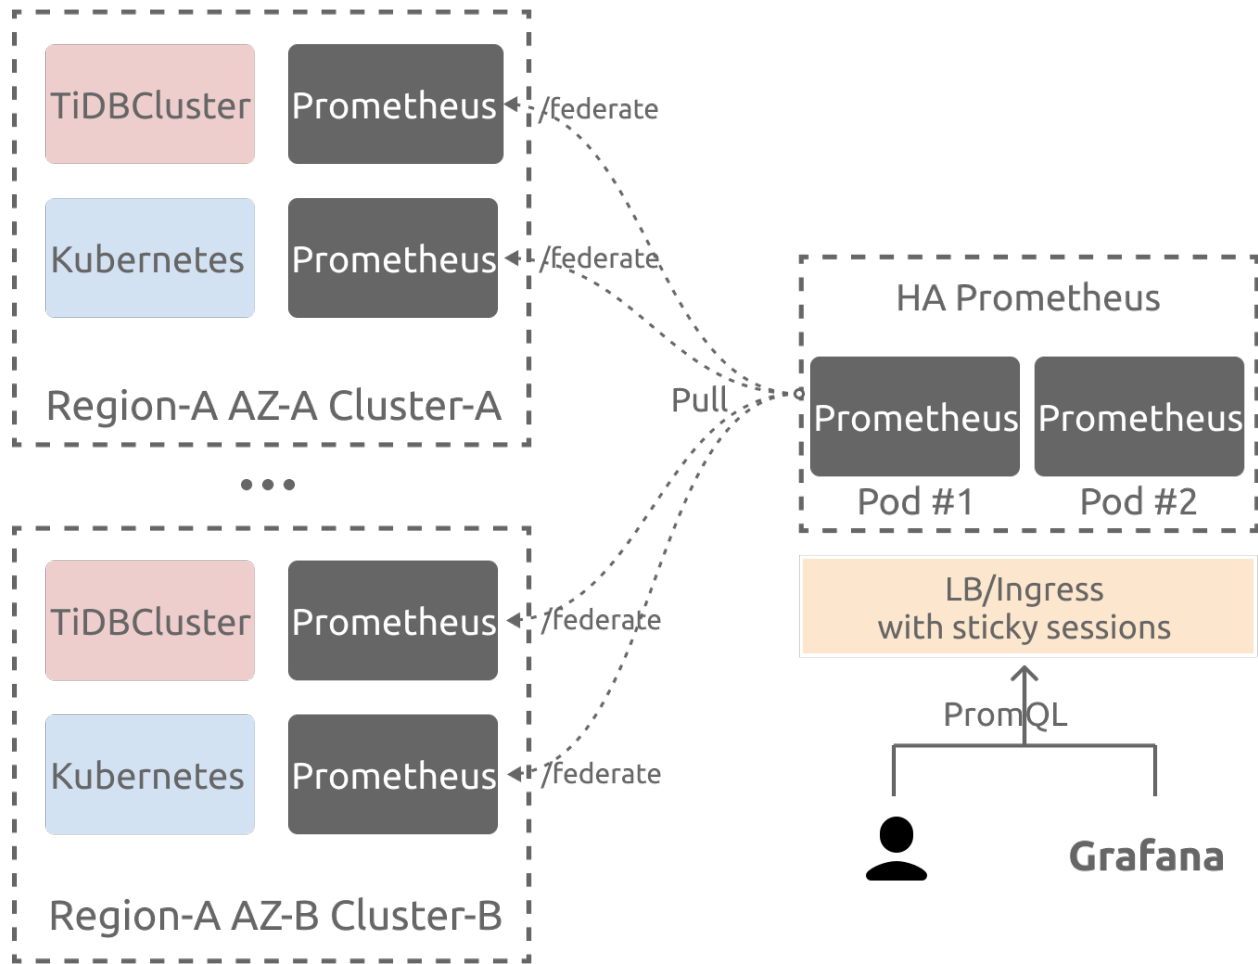 TiDBCluster
Prometheus
/federate
Kubernetes
Prometheus
/federate
Region-A AZ-A Cluster-A
...
TiDBCluster
Prometheus
/federate
Kubernetes
Prometheus
/federate
Region-A AZ-B Cluster-B
Pull
HA Prometheus
Prometheus
Prometheus
Pod #1
Pod #2
LB/Ingress
with sticky sessions
PromQL
Grafana